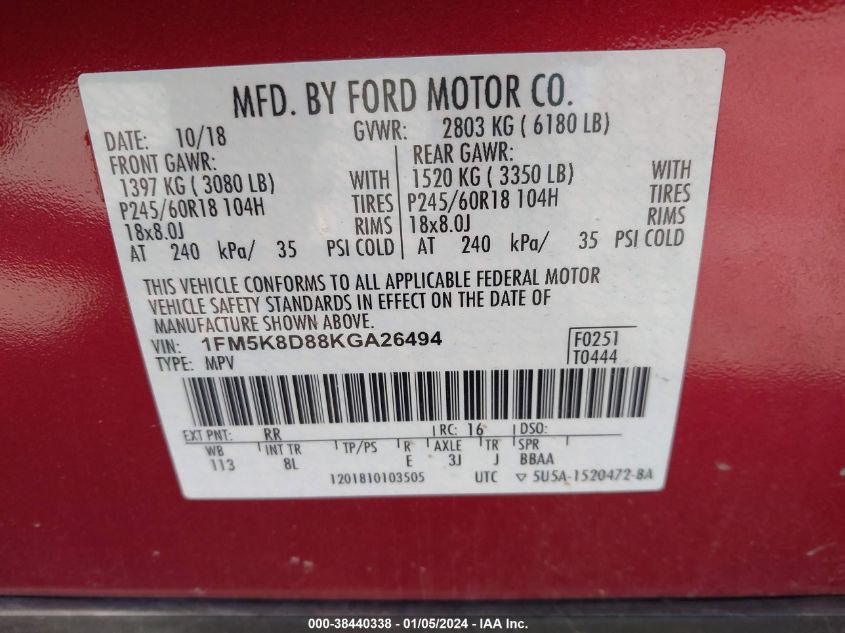 MFD. BY FORD MOTOR CO.
DATE: 10/18 GVWR: 2803 KG ( 6180 LB)
FRONT GAWR: REAR GAWR:
1397 KG ( 3080 LB) WITH 1520 KG ( 3350 LB) WITH
P245/60R18 104H TIRES P245/60R18 104H TIRES
18x8.0J RIMS 18x8.0J RIMS
AT 240 kPa/ 35 PSI COLD AT 240 kPa/ 35 PSI COLD
THIS VEHICLE CONFORMS TO ALL APPLICABLE FEDERAL MOTOR
VEHICLE SAFETY STANDARDS IN EFFECT ON THE DATE OF
MANUFACTURE SHOWN ABOVE.
VIN: 1FM5K8D88KGA26494 F0251
TYPE: MPV T0444
EXT PNT: RR RC: 16 DSO:
WB INT TR TP/PS R AXLE TR SPR
113 8L E 3J J BBAA
1201810103505 UTC ▽ 5U5A-1520472-BA
000-38440338 - 01/05/2024 - IAA Inc.